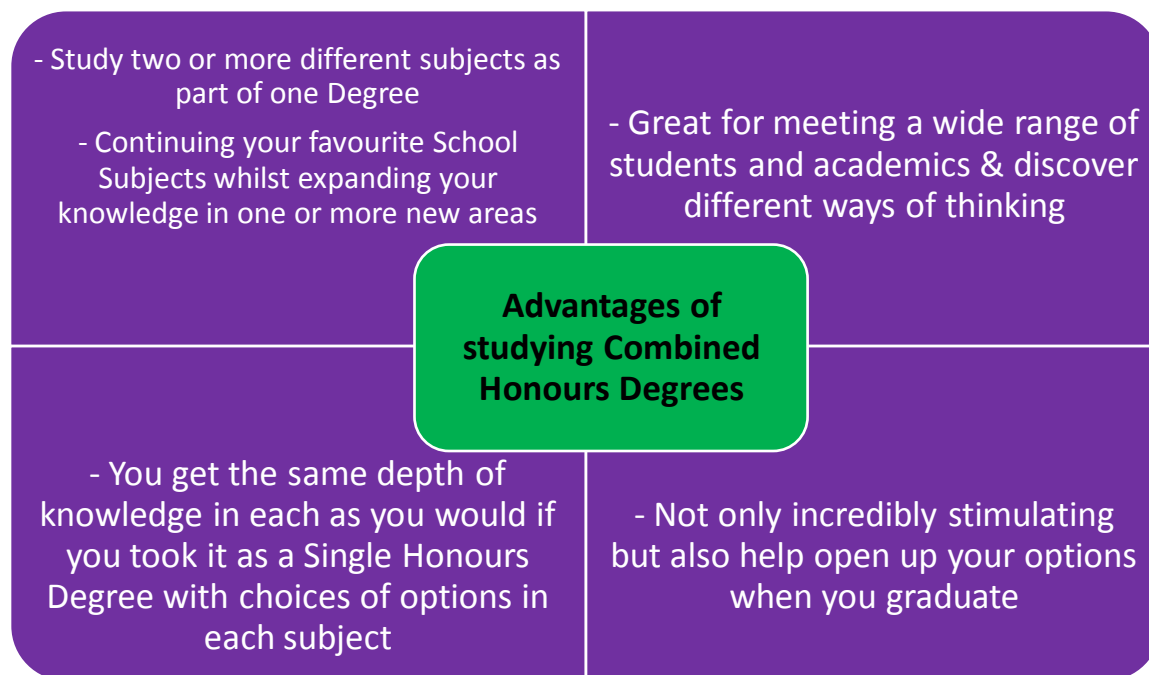 - Study two or more different subjects as
part of one Degree
- Continuing your favourite School
Subjects whilst expanding your
knowledge in one or more new areas
- Great for meeting a wide range of
students and academics & discover
different ways of thinking
Advantages of
studying Combined
Honours Degrees
- You get the same depth of
knowledge in each as you would if
you took it as a Single Honours
Degree with choices of options in
each subject
- Not only incredibly stimulating
but also help open up your options
when you graduate